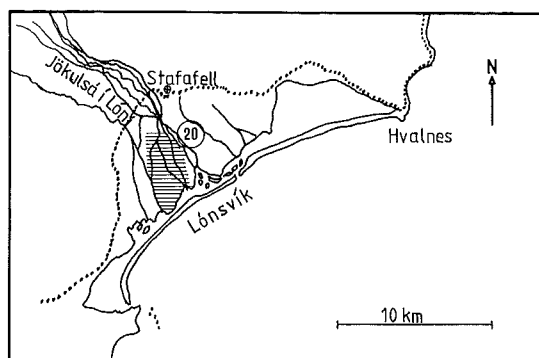 Stafafell
Jökulsá í Lóni
N
20
Hvalnes
Lónsvík
10 km